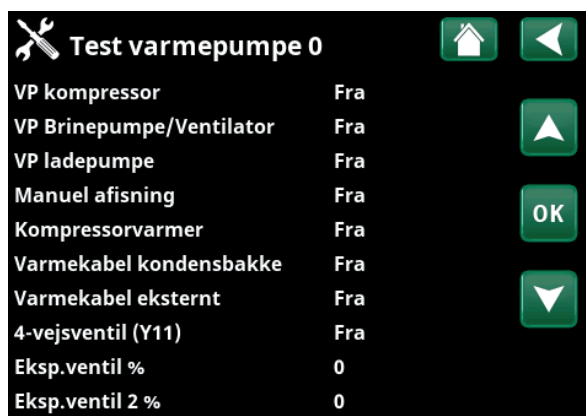 Test varmepumpe 0
VP kompressor Fra
VP Brinepumpe/Ventilator Fra
VP ladepumpe Fra
Manuel afisning Fra
Kompressorvarmer Fra
Varmekabel kondensbakke Fra
Varmekabel eksternt Fra
4-vejsventil (Y11) Fra
Eksp.ventil % 0
Eksp.ventil 2 % 0
OK